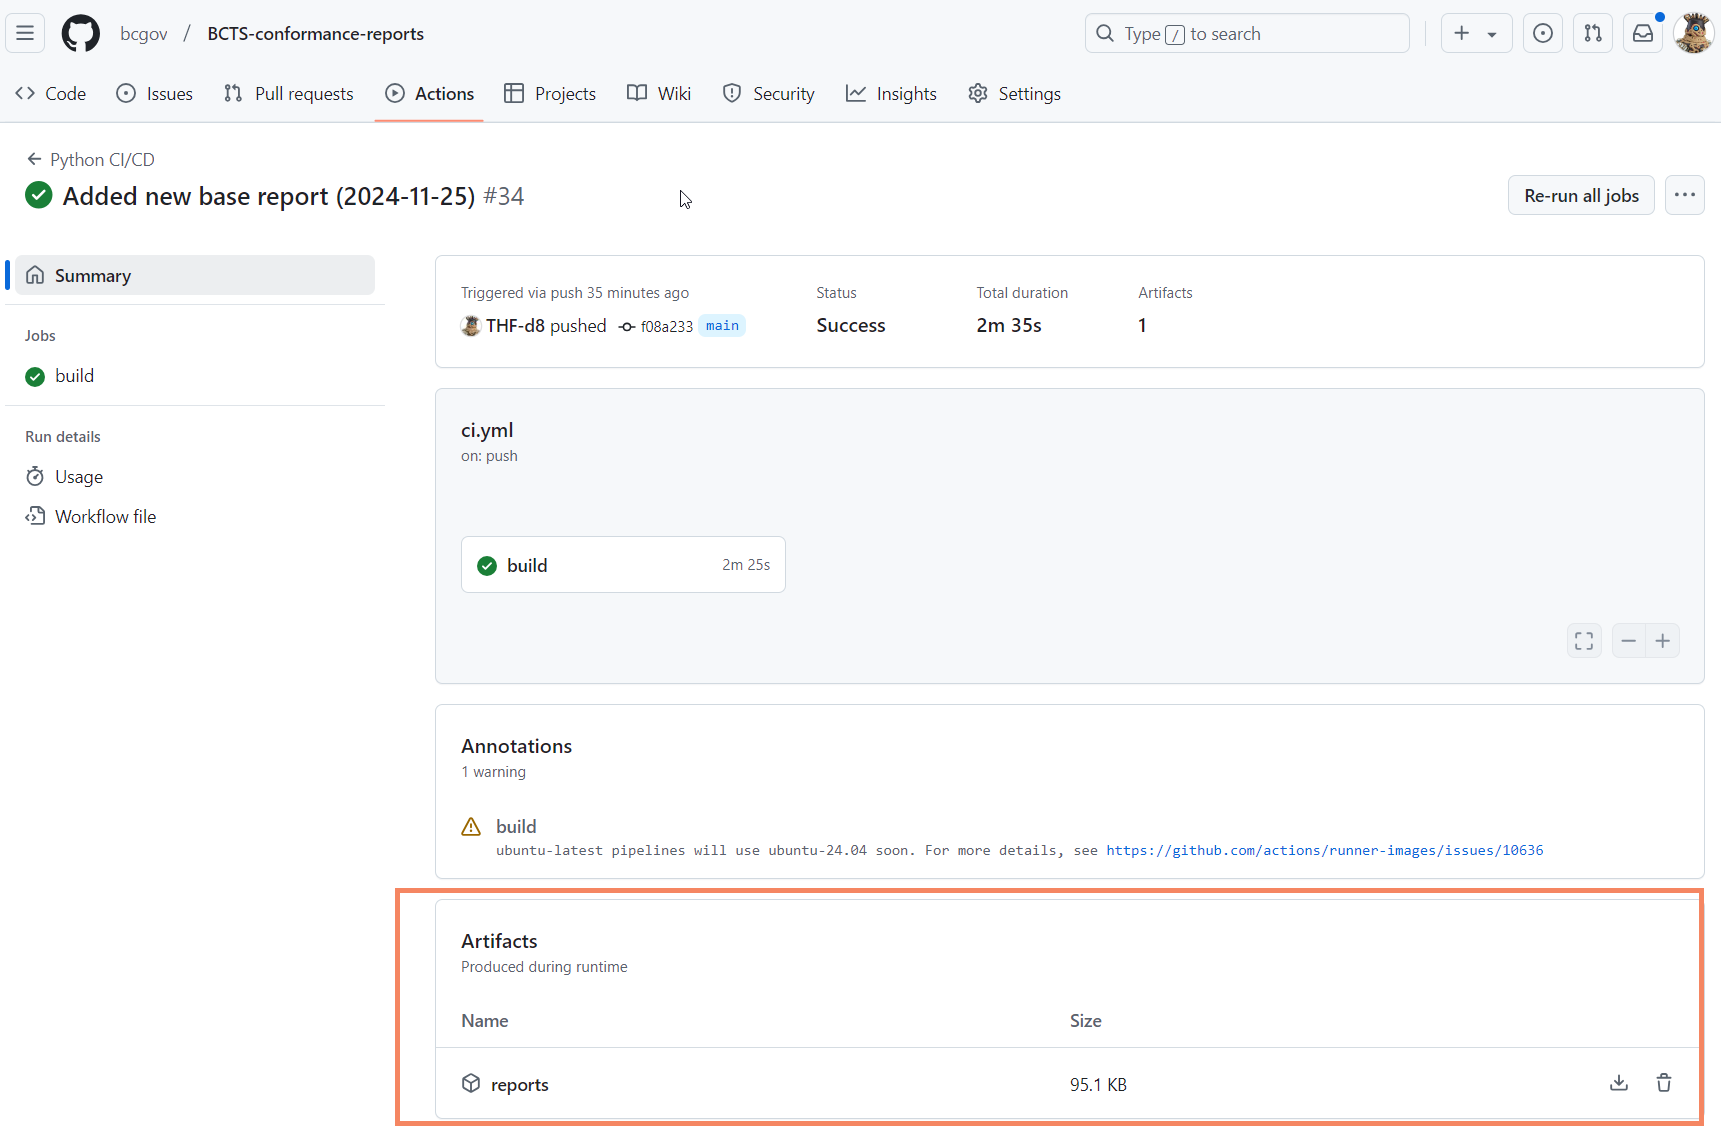 bcgov / BCTS-conformance-reports
Type / to search
Code
Issues
Pull requests
Actions
Projects
Wiki
Security
Insights
Settings
Python CI/CD
Added new base report (2024-11-25) #34
Re-run all jobs
Summary
Jobs
build
Run details
Usage
Workflow file
Triggered via push 35 minutes ago
THF-d8 pushed f08a233 main
Status
Success
Total duration
2m 35s
Artifacts
1
ci.yml
on: push
build 2m 25s
Annotations
1 warning
build
ubuntu-latest pipelines will use ubuntu-24.04 soon. For more details, see https://github.com/actions/runner-images/issues/10636
Artifacts
Produced during runtime
Name Size
reports 95.1 KB